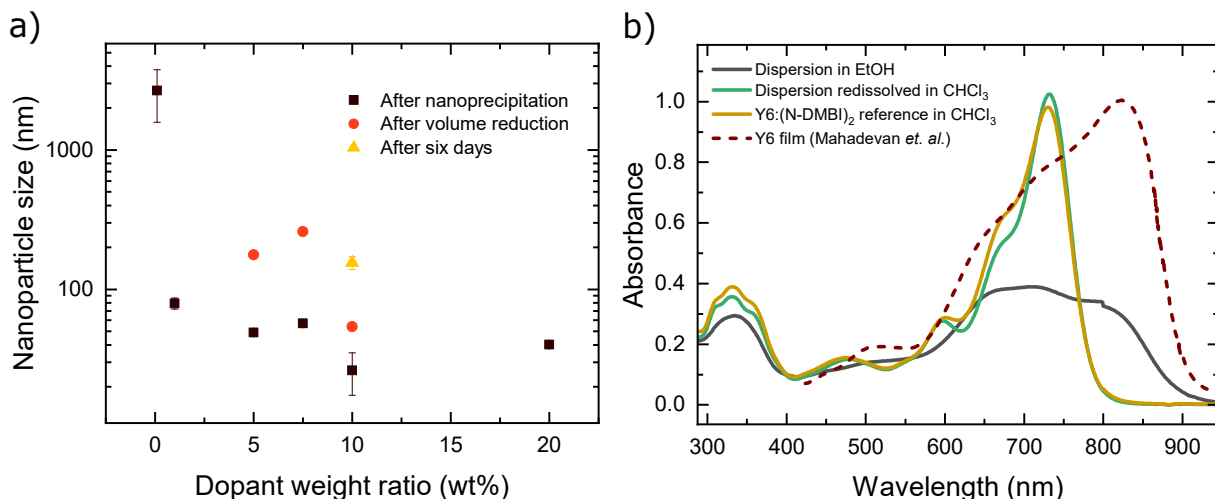 a)
Nanoparticle size (nm)
1000
100
After nanoprecipitation
After volume reduction
After six days
0 5 10 15 20
Dopant weight ratio (wt%)
b)
Absorbance
1.0
0.8
0.6
0.4
0.2
0.0
Dispersion in EtOH
Dispersion redissolved in CHCl3
Y6:(N-DMBI)2 reference in CHCl3
Y6 film (Mahadevan et. al.)
300 400 500 600 700 800 900
Wavelength (nm)